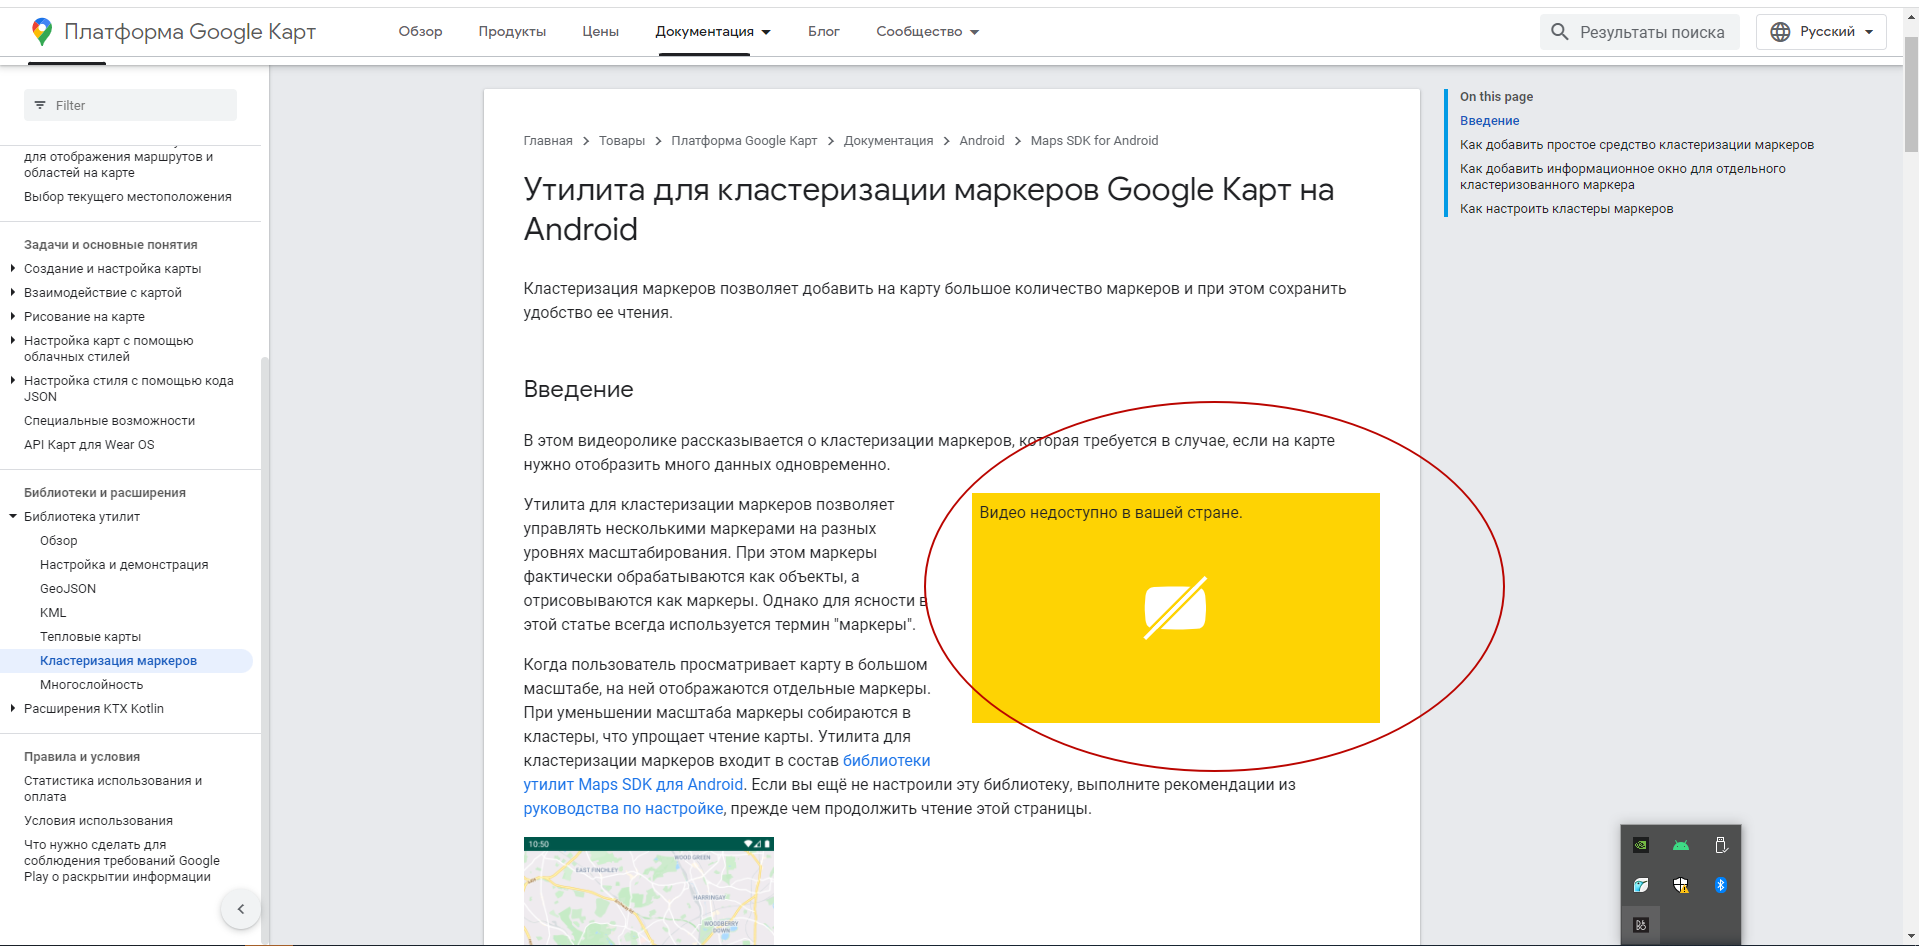 Платформа Google Карт
Обзор
Продукты
Цены
Документация
Блог
Сообщество
Результаты поиска
Русский
Filter
для отображения маршрутов и
областей на карте
Выбор текущего местоположения
Задачи и основные понятия
Создание и настройка карты
Взаимодействие с картой
Рисование на карте
Настройка карт с помощью
облачных стилей
Настройка стиля с помощью кода
JSON
Специальные возможности
API Карт для Wear OS
Библиотеки и расширения
Библиотека утилит
Обзор
Настройка и демонстрация
GeoJSON
KML
Тепловые карты
Кластеризация маркеров
Многослойность
Расширения KTX Kotlin
Правила и условия
Статистика использования и
оплата
Условия использования
Что нужно сделать для
соблюдения требований Google
Play о раскрытии информации
Главная > Товары > Платформа Google Карт > Документация > Android > Maps SDK for Android
Утилита для кластеризации маркеров Google Карт на
Android
Кластеризация маркеров позволяет добавить на карту большое количество маркеров и при этом сохранить
удобство ее чтения.
Введение
В этом видеоролике рассказывается о кластеризации маркеров, которая требуется в случае, если на карте
нужно отобразить много данных одновременно.
Утилита для кластеризации маркеров позволяет
управлять несколькими маркерами на разных
уровнях масштабирования. При этом маркеры
фактически обрабатываются как объекты, а
отрисовываются как маркеры. Однако для ясности в
этой статье всегда используется термин "маркеры".
Видео недоступно в вашей стране.
Когда пользователь просматривает карту в большом
масштабе, на ней отображаются отдельные маркеры.
При уменьшении масштаба маркеры собираются в
кластеры, что упрощает чтение карты. Утилита для
кластеризации маркеров входит в состав библиотеки
утилит Maps SDK для Android. Если вы ещё не настроили эту библиотеку, выполните рекомендации из
руководства по настройке, прежде чем продолжить чтение этой страницы.
10:50
WOOD GREEN
EAST FINCHLEY
HARRINGAY
WOODBERRY
DOWN
On this page
Введение
Как добавить простое средство кластеризации маркеров
Как добавить информационное окно для отдельного
кластеризованного маркера
Как настроить кластеры маркеров